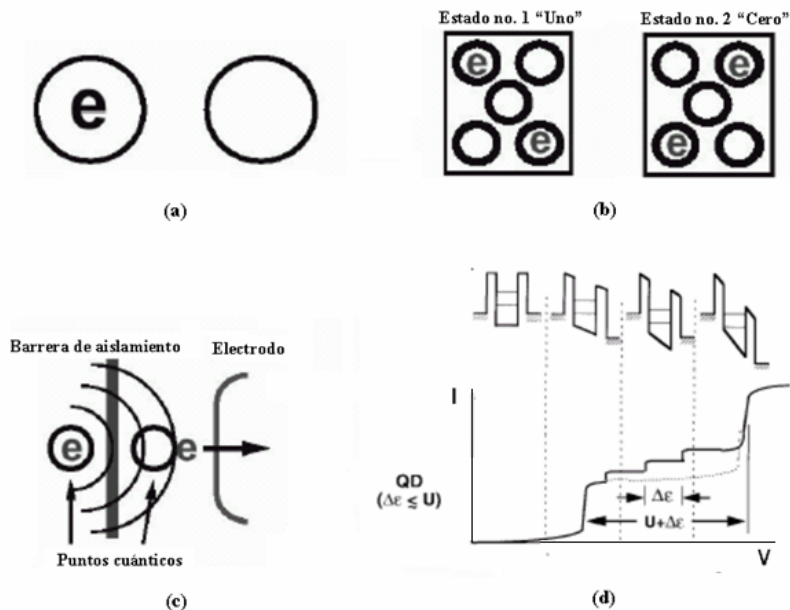 e
(a)
Estado no. 1 “Uno”
e
e
Estado no. 2 “Cero”
e
e
(b)
Barrera de aislamiento
Electrodo
e
e
Puntos cuánticos
(c)
I
QD
(Δε ≲ U)
Δε
U+Δε
V
(d)